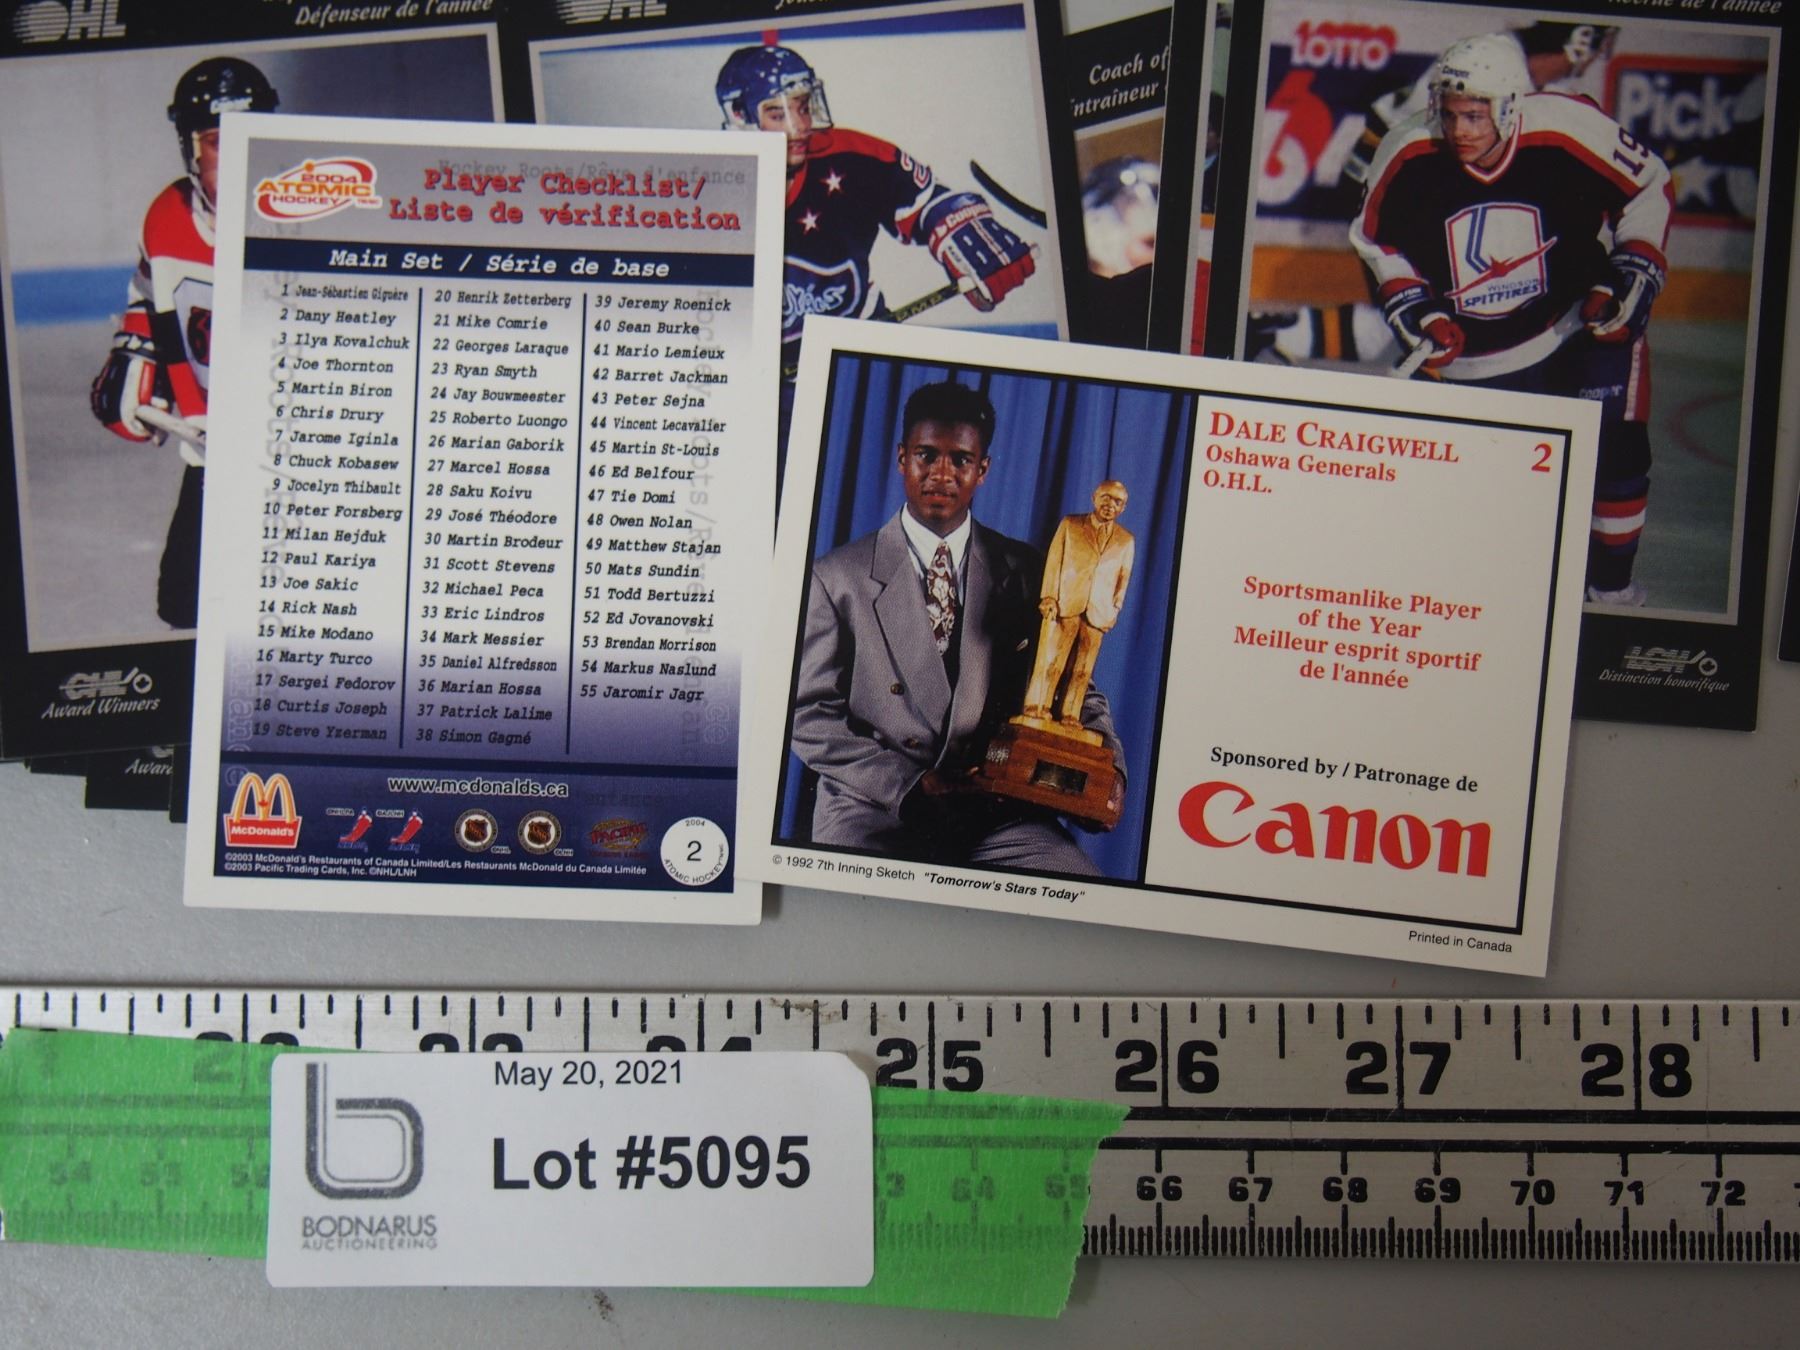 OHL
Défenseur de l'année
OHL
Coach of
ntraîneur
l'année
Cooper
Cooper
Cooper
LOTTO
6/
Pick
19
WINDSOR
SPITFIRES
Cooper
OHL
Award Winners
LCH
Distinction honorifique
2004
ATOMIC
HOCKEY
Player Checklist/
Liste de vérification
Main Set / Série de base
1 Jean-Sébastien Giguère
2 Dany Heatley
3 Ilya Kovalchuk
4 Joe Thornton
5 Martin Biron
6 Chris Drury
7 Jarome Iginla
8 Chuck Kobasew
9 Jocelyn Thibault
10 Peter Forsberg
11 Milan Hejduk
12 Paul Kariya
13 Joe Sakic
14 Rick Nash
15 Mike Modano
16 Marty Turco
17 Sergei Fedorov
18 Curtis Joseph
19 Steve Yzerman
20 Henrik Zetterberg
21 Mike Comrie
22 Georges Laraque
23 Ryan Smyth
24 Jay Bouwmeester
25 Roberto Luongo
26 Marian Gaborik
27 Marcel Hossa
28 Saku Koivu
29 José Théodore
30 Martin Brodeur
31 Scott Stevens
32 Michael Peca
33 Eric Lindros
34 Mark Messier
35 Daniel Alfredsson
36 Marian Hossa
37 Patrick Lalime
38 Simon Gagné
39 Jeremy Roenick
40 Sean Burke
41 Mario Lemieux
42 Barret Jackman
43 Peter Sejna
44 Vincent Lecavalier
45 Martin St-Louis
46 Ed Belfour
47 Tie Domi
48 Owen Nolan
49 Matthew Stajan
50 Mats Sundin
51 Todd Bertuzzi
52 Ed Jovanovski
53 Brendan Morrison
54 Markus Naslund
55 Jaromir Jagr
www.mcdonalds.ca
McDonald's
PACIFIC
2004
2
ATOMIC HOCKEY
©2003 McDonald's Restaurants of Canada Limited/Les Restaurants McDonald du Canada Limitée
©2003 Pacific Trading Cards, Inc. ©NHL/LNH
DALE CRAIGWELL
2
Oshawa Generals
O.H.L.
Sportsmanlike Player
of the Year
Meilleur esprit sportif
de l'année
Sponsored by / Patronage de
Canon
© 1992 7th Inning Sketch "Tomorrow's Stars Today"
Printed in Canada
25 26 27 28
May 20, 2021
Lot #5095
BODNARUS
AUCTIONEERING
66 67 68 69 70 71 72